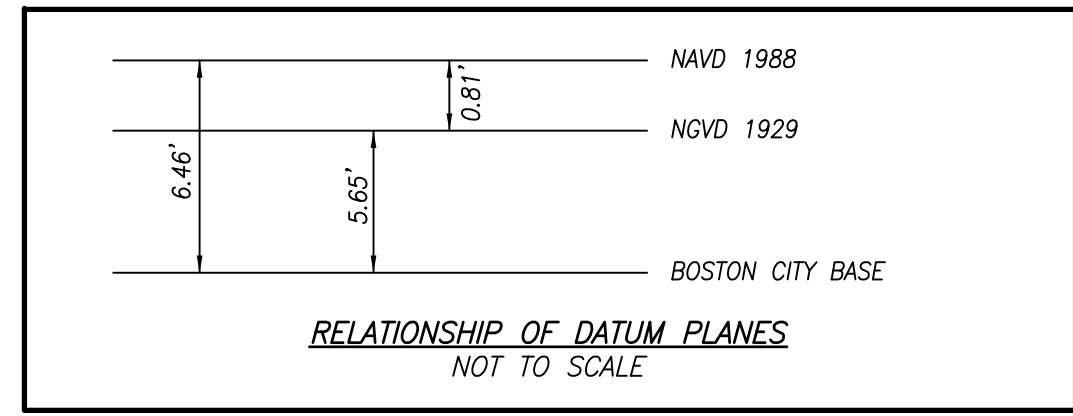 NAVD 1988
0.81'
NGVD 1929
6.46'
5.65'
BOSTON CITY BASE
RELATIONSHIP OF DATUM PLANES
NOT TO SCALE